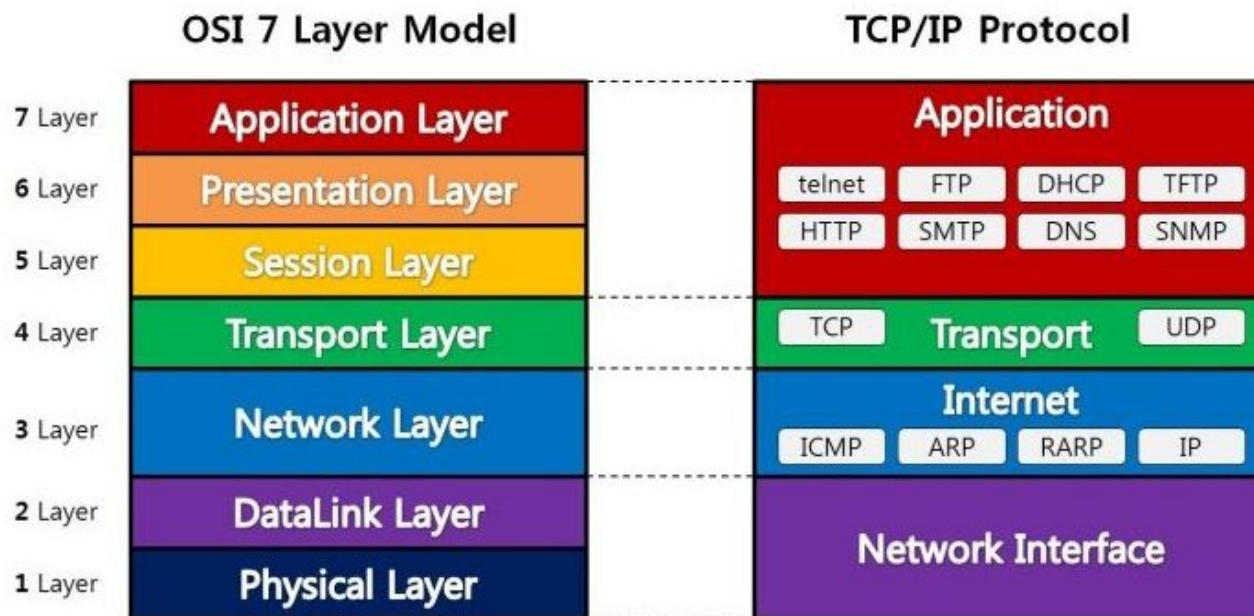 OSI 7 Layer Model
TCP/IP Protocol
7 Layer
Application Layer
6 Layer
Presentation Layer
5 Layer
Session Layer
4 Layer
Transport Layer
3 Layer
Network Layer
2 Layer
DataLink Layer
1 Layer
Physical Layer
Application
telnet FTP DHCP TFTP
HTTP SMTP DNS SNMP
TCP Transport UDP
Internet
ICMP ARP RARP IP
Network Interface